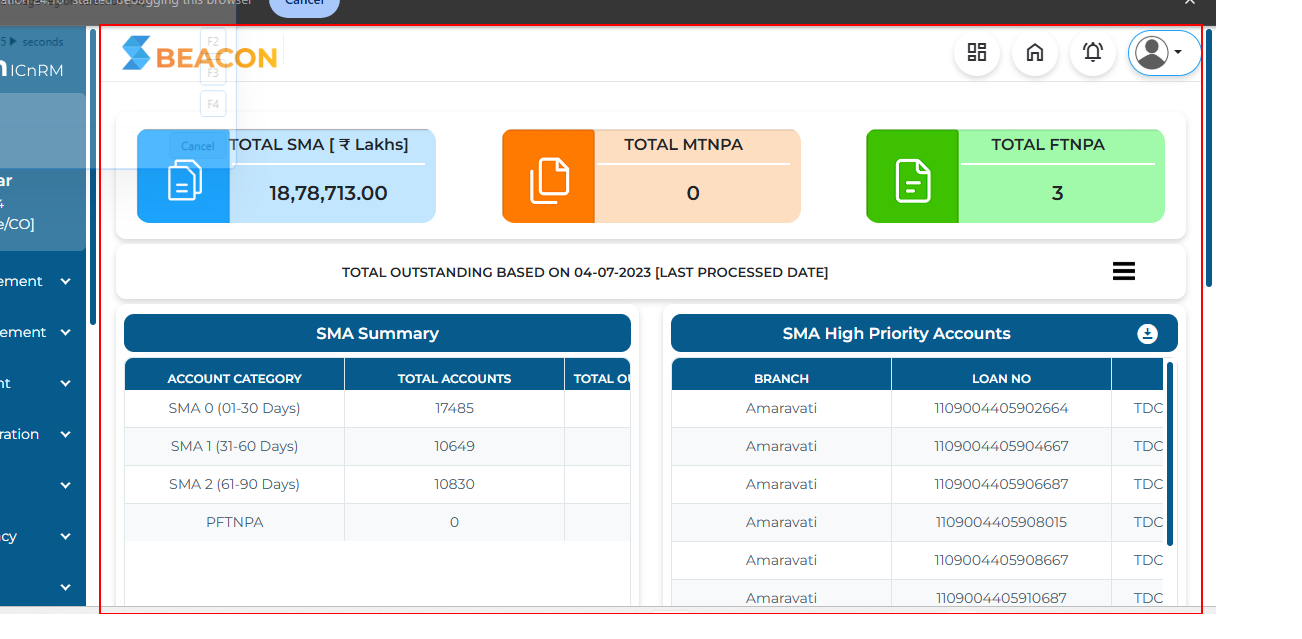 started debugging this browser
Cancel
5 seconds
F2
F3
F4
Cancel
ICnRM
BEACON
ar
4
e/CO]
ement
ement
nt
ration
cy
TOTAL SMA [ ₹ Lakhs]
18,78,713.00
TOTAL MTNPA
0
TOTAL FTNPA
3
TOTAL OUTSTANDING BASED ON 04-07-2023 [LAST PROCESSED DATE]
SMA Summary
ACCOUNT CATEGORY TOTAL ACCOUNTS TOTAL OU
SMA 0 (01-30 Days) 17485
SMA 1 (31-60 Days) 10649
SMA 2 (61-90 Days) 10830
PFTNPA 0
SMA High Priority Accounts
BRANCH LOAN NO
Amaravati 1109004405902664 TDC
Amaravati 1109004405904667 TDC
Amaravati 1109004405906687 TDC
Amaravati 1109004405908015 TDC
Amaravati 1109004405908667 TDC
Amaravati 1109004405910687 TDC